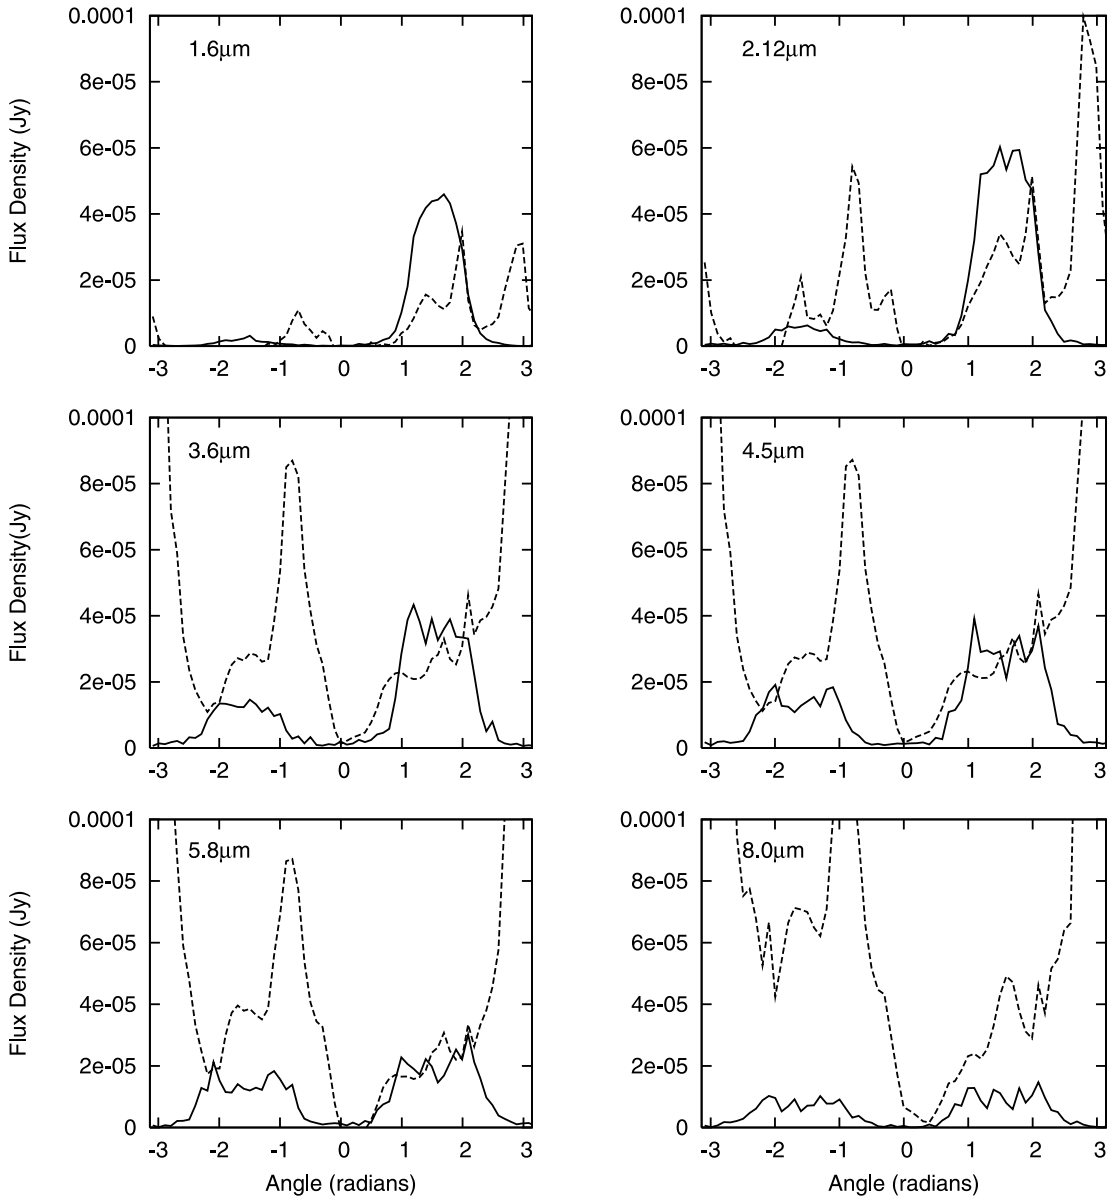 0.0001
8e-05
6e-05
4e-05
2e-05
0
Flux Density (Jy)
1.6μm
-3 -2 -1 0 1 2 3
0.0001
8e-05
6e-05
4e-05
2e-05
0
2.12μm
-3 -2 -1 0 1 2 3
0.0001
8e-05
6e-05
4e-05
2e-05
0
Flux Density(Jy)
3.6μm
-3 -2 -1 0 1 2 3
0.0001
8e-05
6e-05
4e-05
2e-05
0
4.5μm
-3 -2 -1 0 1 2 3
0.0001
8e-05
6e-05
4e-05
2e-05
0
Flux Density (Jy)
5.8μm
-3 -2 -1 0 1 2 3
Angle (radians)
0.0001
8e-05
6e-05
4e-05
2e-05
0
8.0μm
-3 -2 -1 0 1 2 3
Angle (radians)